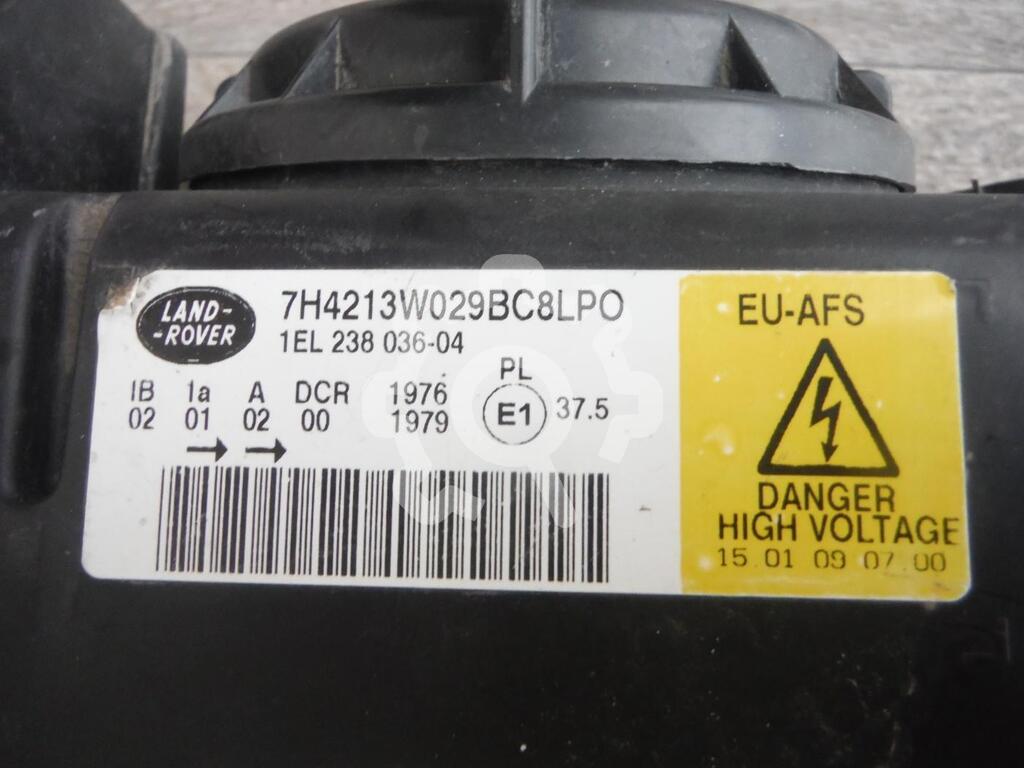 LAND-
-ROVER
7H4213W029BC8LPO
1EL 238 036-04
IB 1a A DCR 1976
02 01 02 00 1979
PL
E1 37.5
EU-AFS
DANGER
HIGH VOLTAGE
15.01 09 07.00